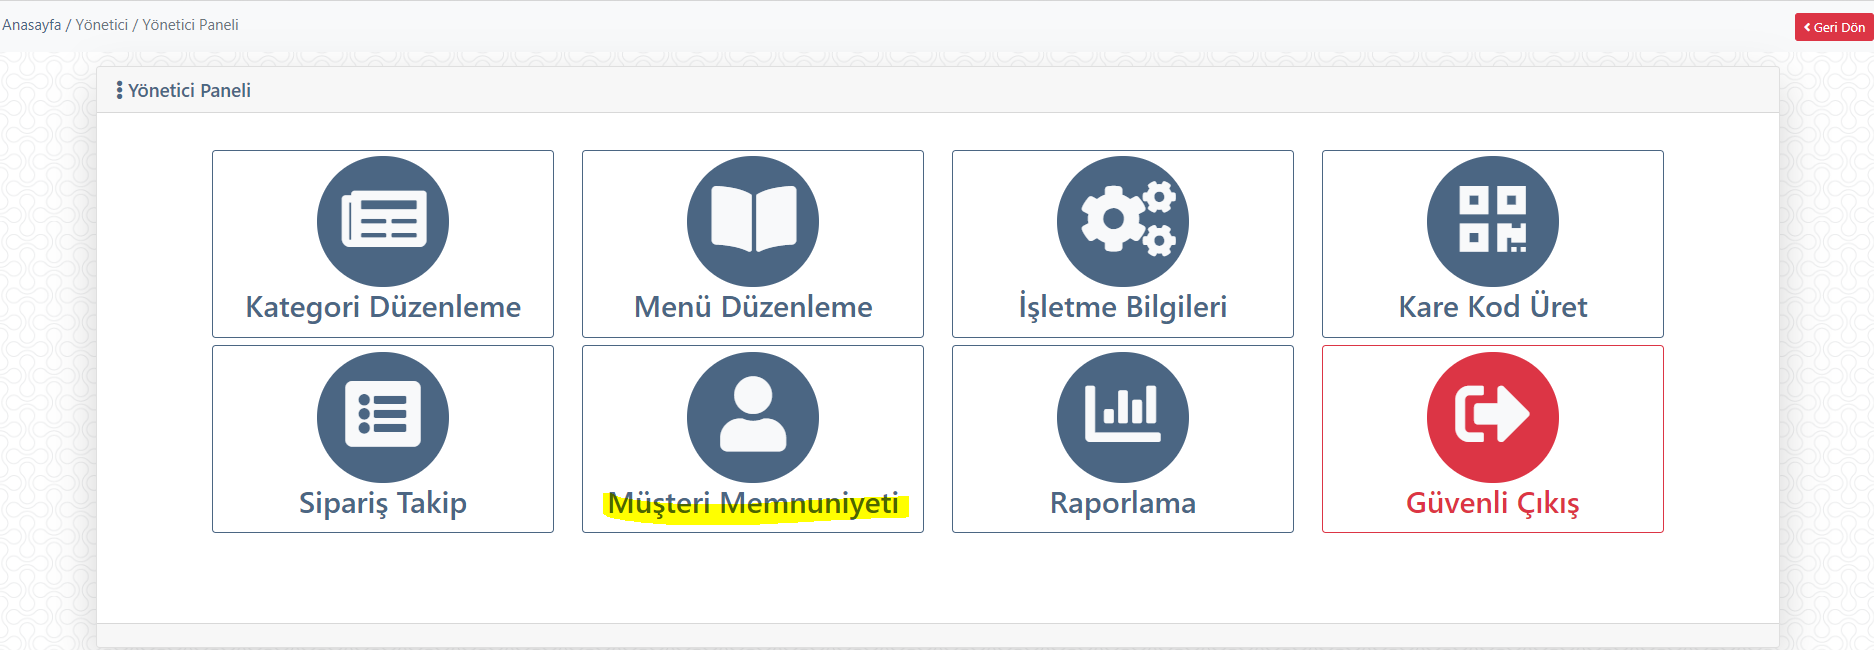 Anasayfa / Yönetici / Yönetici Paneli
Geri Dön
Yönetici Paneli
Kategori Düzenleme
Menü Düzenleme
İşletme Bilgileri
Kare Kod Üret
Sipariş Takip
Müşteri Memnuniyeti
Raporlama
Güvenli Çıkış